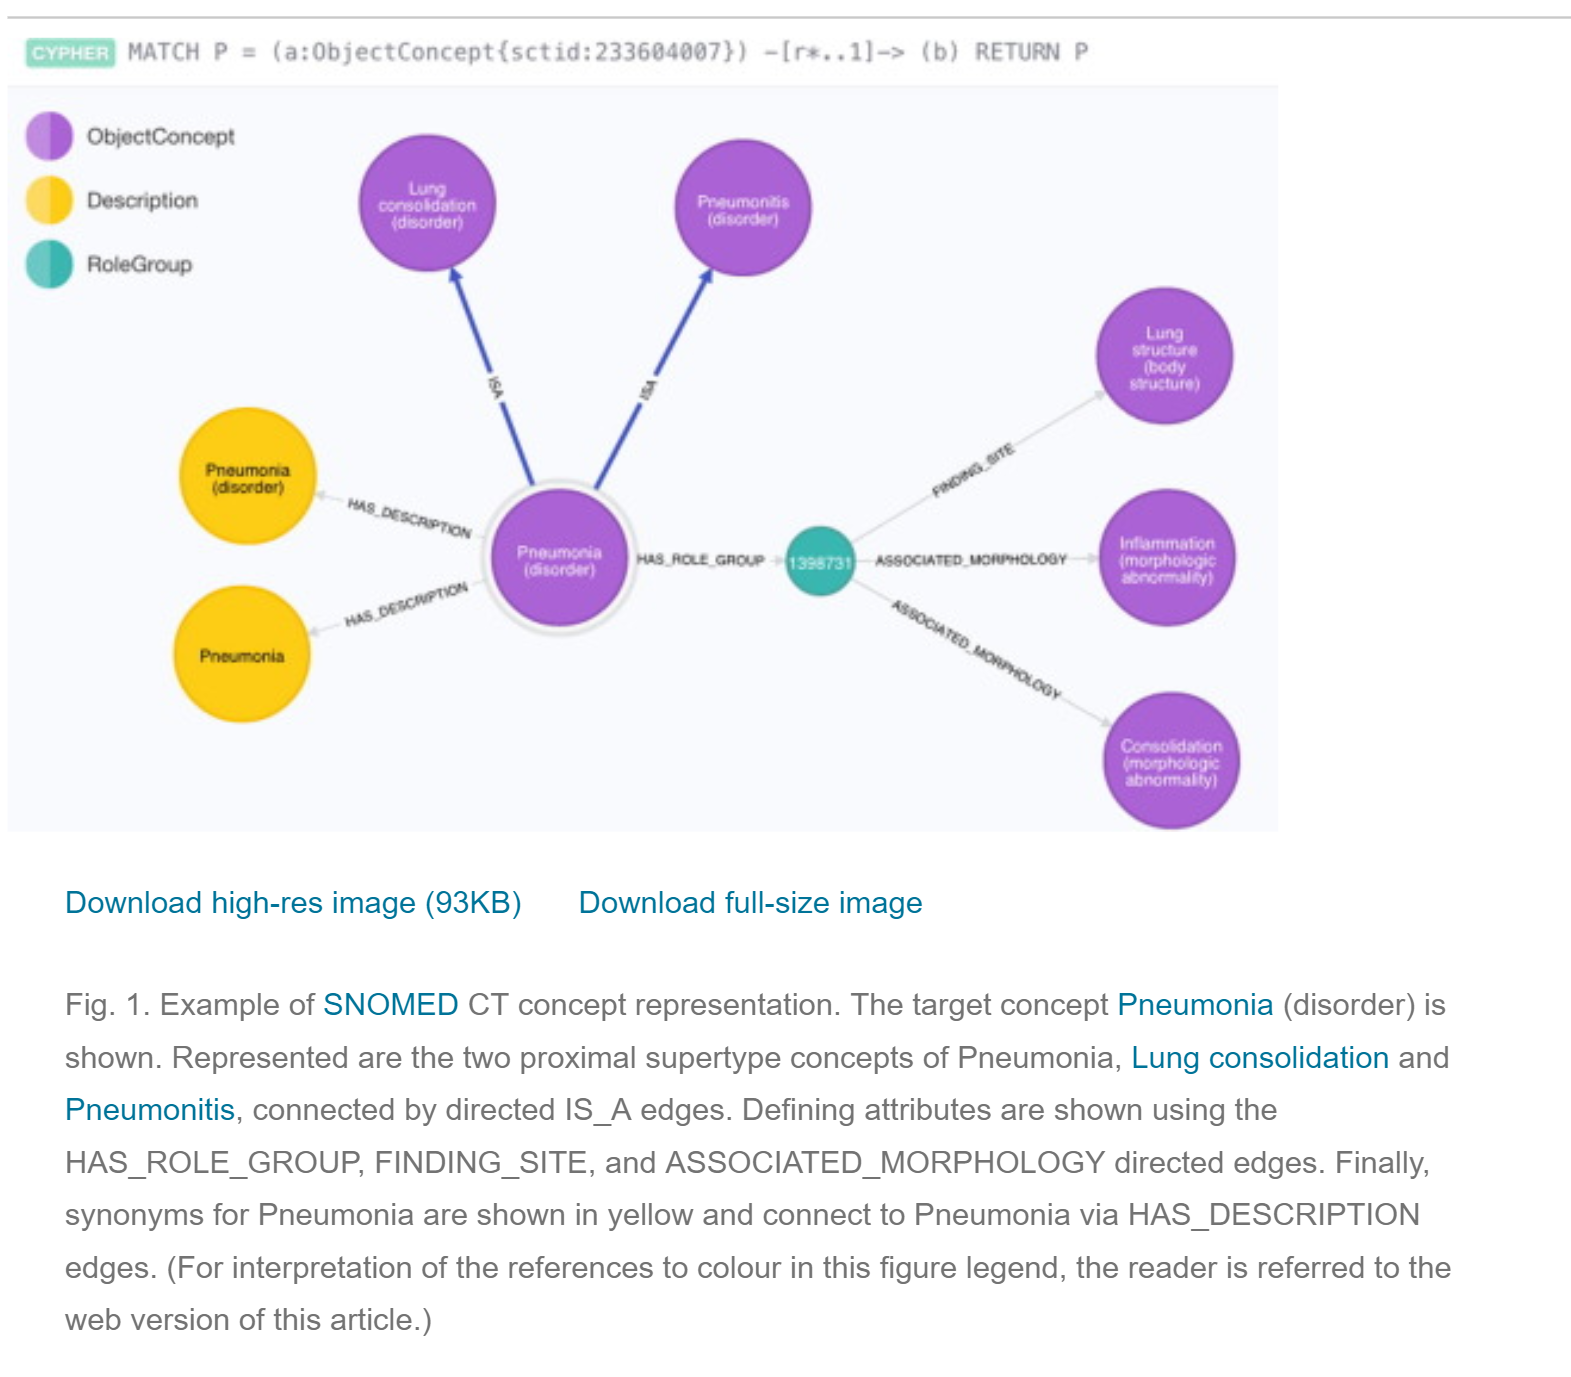 CYPHER MATCH P = (a:ObjectConcept{sctid:233604007}) -[r*..1]-> (b) RETURN P
ObjectConcept
Description
RoleGroup
Lung
consolidation
(disorder)
Pneumonitis
(disorder)
Lung
structure
(body
structure)
ISA
ISA
FINDING_SITE
Pneumonia
(disorder)
HAS_DESCRIPTION
Pneumonia
(disorder)
HAS_ROLE_GROUP
1398731
ASSOCIATED_MORPHOLOGY
Inflammation
(morphologic
abnormality)
HAS_DESCRIPTION
Pneumonia
ASSOCIATED_MORPHOLOGY
Consolidation
(morphologic
abnormality)
Download high-res image (93KB) Download full-size image
Fig. 1. Example of SNOMED CT concept representation. The target concept Pneumonia (disorder) is
shown. Represented are the two proximal supertype concepts of Pneumonia, Lung consolidation and
Pneumonitis, connected by directed IS_A edges. Defining attributes are shown using the
HAS_ROLE_GROUP, FINDING_SITE, and ASSOCIATED_MORPHOLOGY directed edges. Finally,
synonyms for Pneumonia are shown in yellow and connect to Pneumonia via HAS_DESCRIPTION
edges. (For interpretation of the references to colour in this figure legend, the reader is referred to the
web version of this article.)